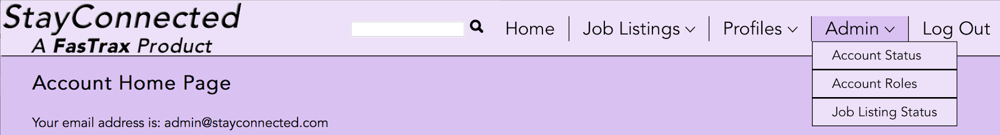 StayConnected
A FasTrax Product
Home
Job Listings
Profiles
Admin
Log Out
Account Status
Account Roles
Job Listing Status
Account Home Page
Your email address is: admin@stayconnected.com